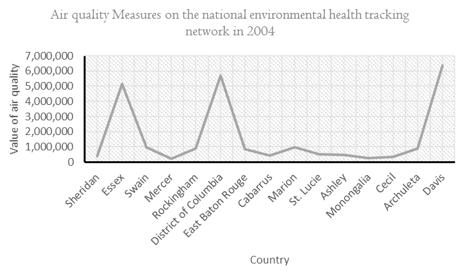 Air quality Measures on the national environmental health tracking
network in 2004
Value of air quality
7,000,000
6,000,000
5,000,000
4,000,000
3,000,000
2,000,000
1,000,000
0
Sheridan
Essex
Swain
Mercer
Rockingham
District of Columbia
East Baton Rouge
Cabarrus
Marion
St. Lucie
Ashley
Monongalia
Cecil
Archuleta
Davis
Country